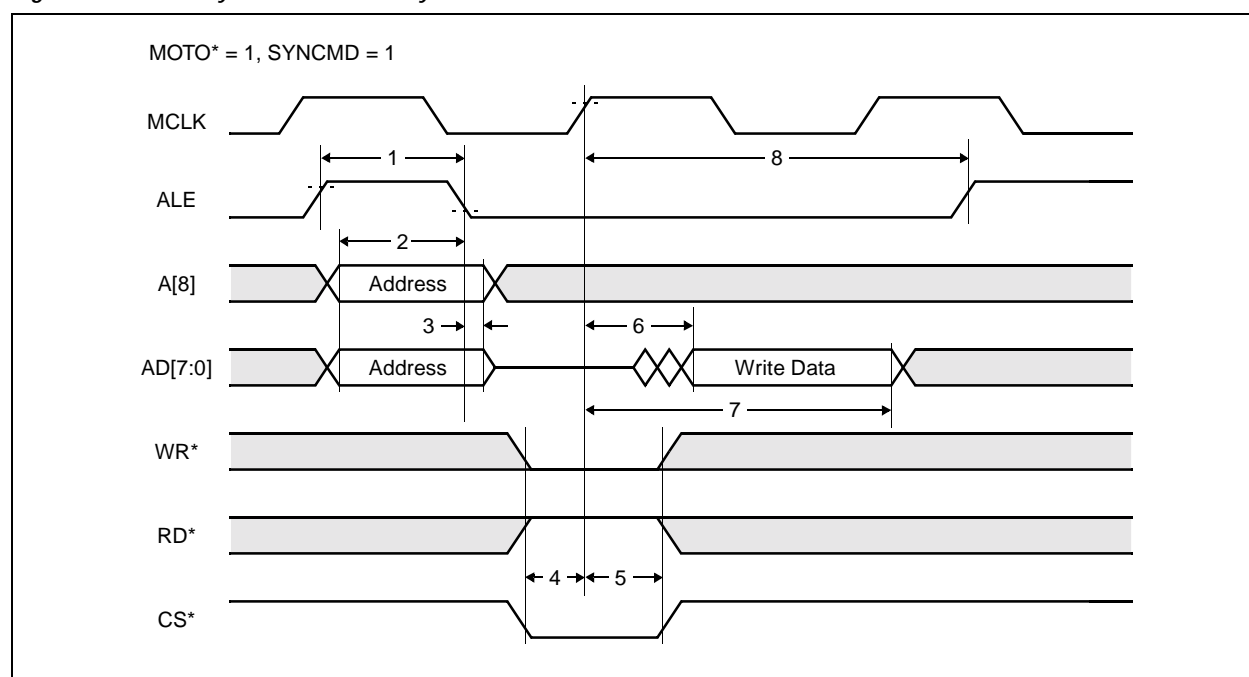 MOTO* = 1, SYNCMD = 1
MCLK
1
8
ALE
2
A[8]
Address
3
6
AD[7:0]
Address
Write Data
7
WR*
RD*
4
5
CS*